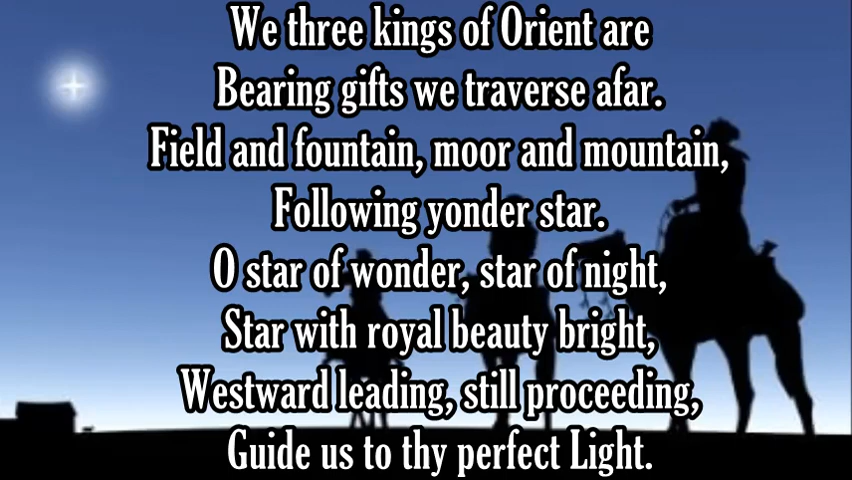 We three kings of Orient are
Bearing gifts we traverse afar.
Field and fountain, moor and mountain,
Following yonder star.
O star of wonder, star of night,
Star with royal beauty bright,
Westward leading, still proceeding,
Guide us to thy perfect Light.